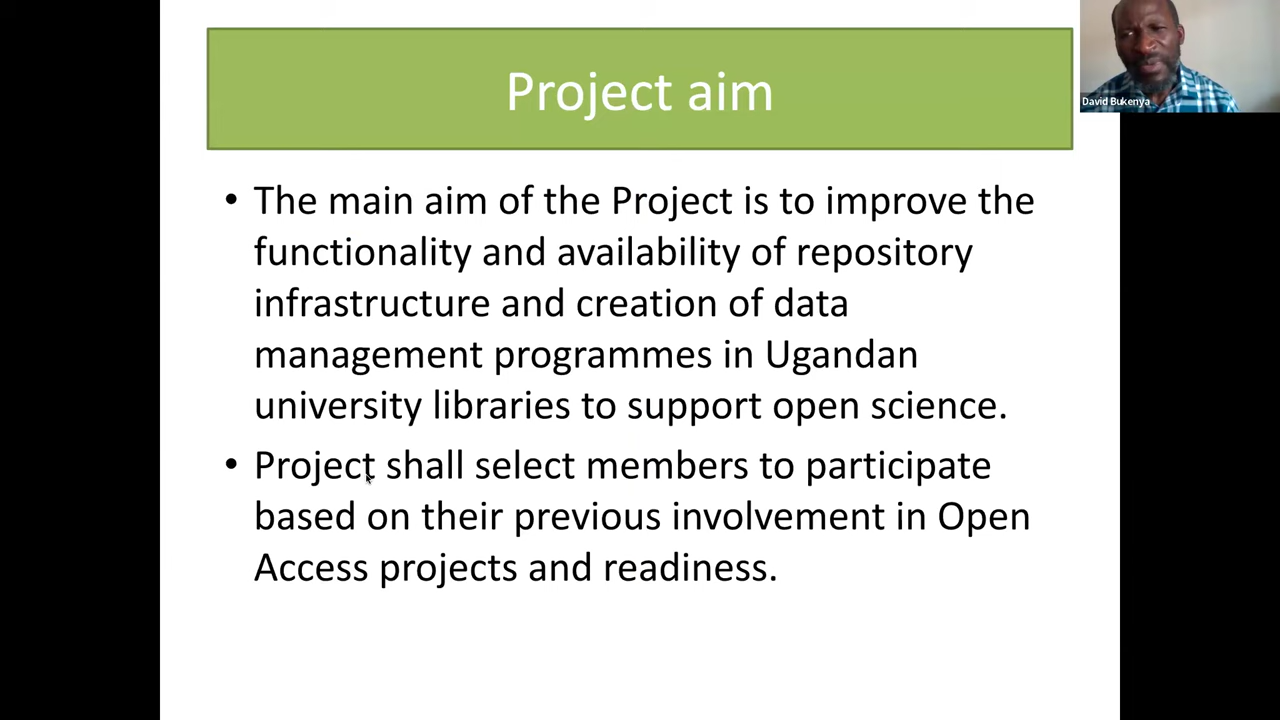 Project aim
David Bukenya
• The main aim of the Project is to improve the
functionality and availability of repository
infrastructure and creation of data
management programmes in Ugandan
university libraries to support open science.
• Project shall select members to participate
based on their previous involvement in Open
Access projects and readiness.